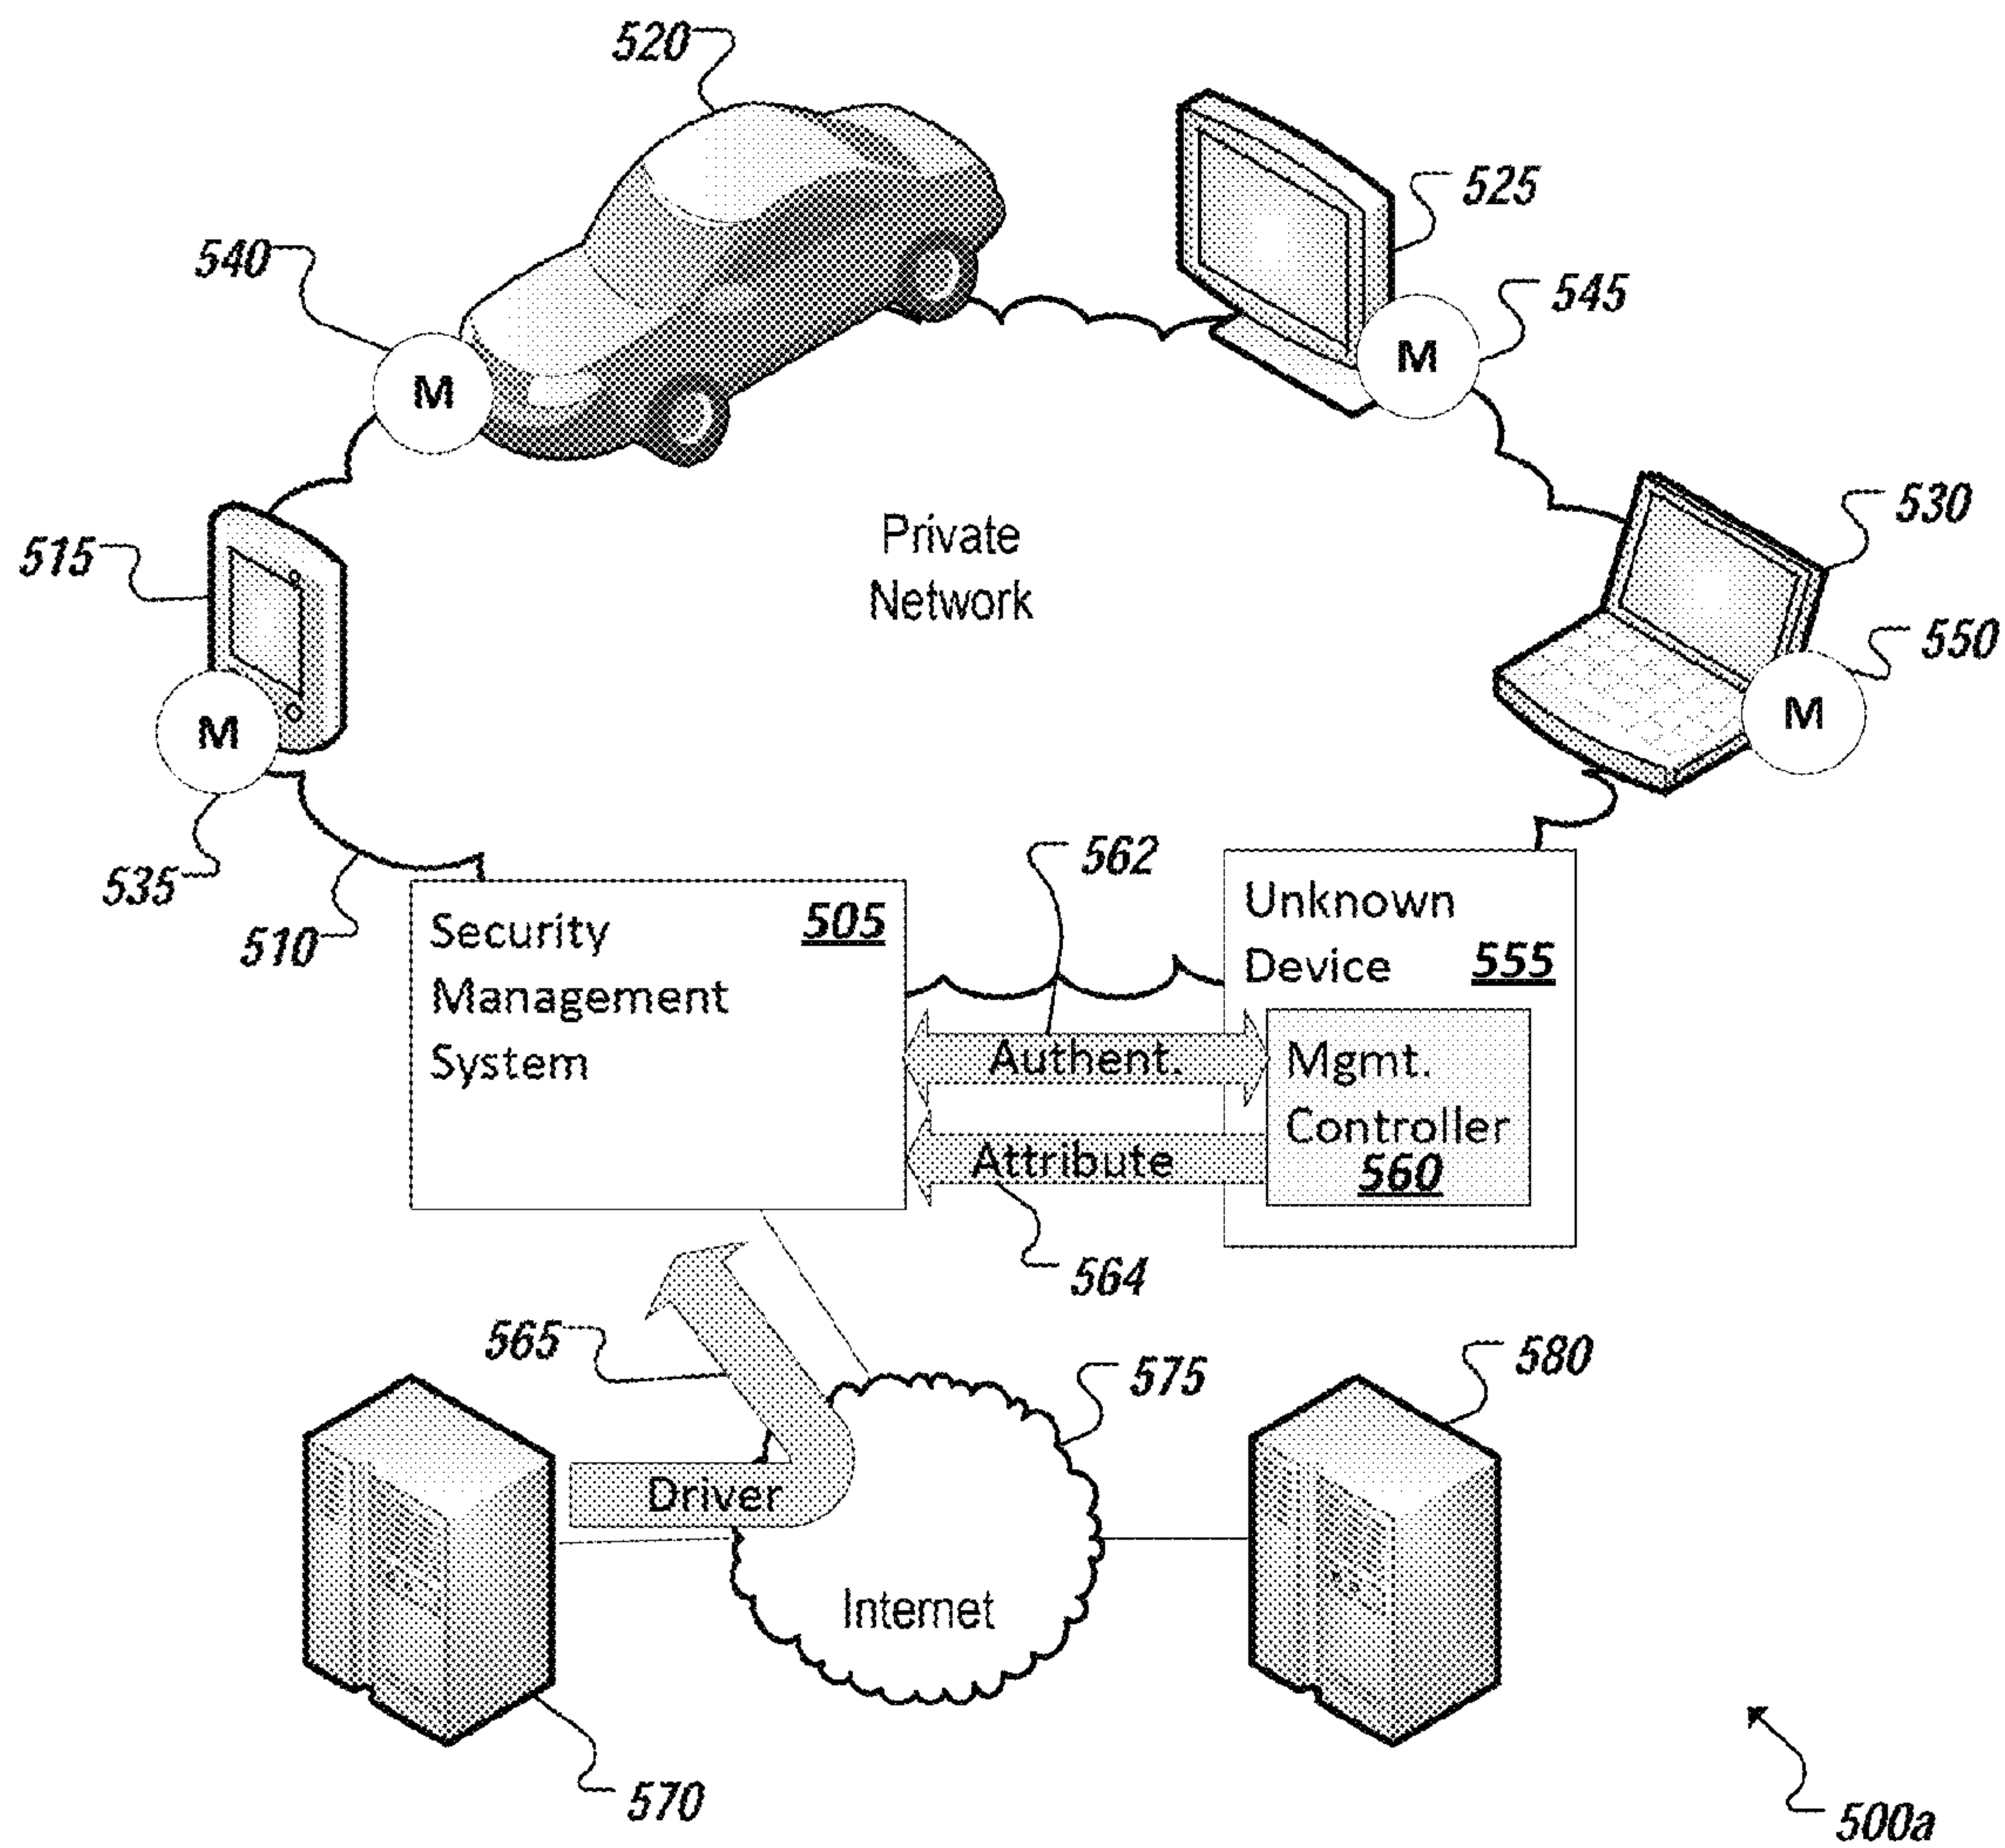 520
525
540
545
M
M
530
Private
Network
515
550
M
M
535
510
562
Security
Management
System
505
Unknown
Device
555
Authent.
Mgmt.
Controller
560
Attribute
564
565
575
580
Driver
Internet
570
500a